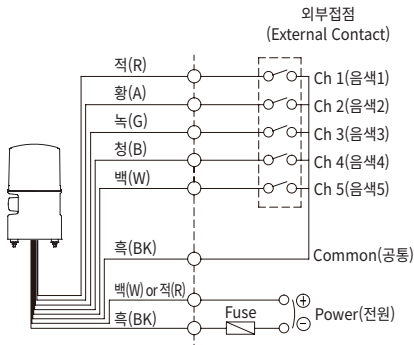 외부접점
(External Contact)
적(R)
Ch 1(음색1)
황(A)
Ch 2(음색2)
녹(G)
Ch 3(음색3)
청(B)
Ch 4(음색4)
백(W)
Ch 5(음색5)
흑(BK)
Common(공통)
백(W) or 적(R)
⊕
Fuse
Power(전원)
흑(BK)
⊖